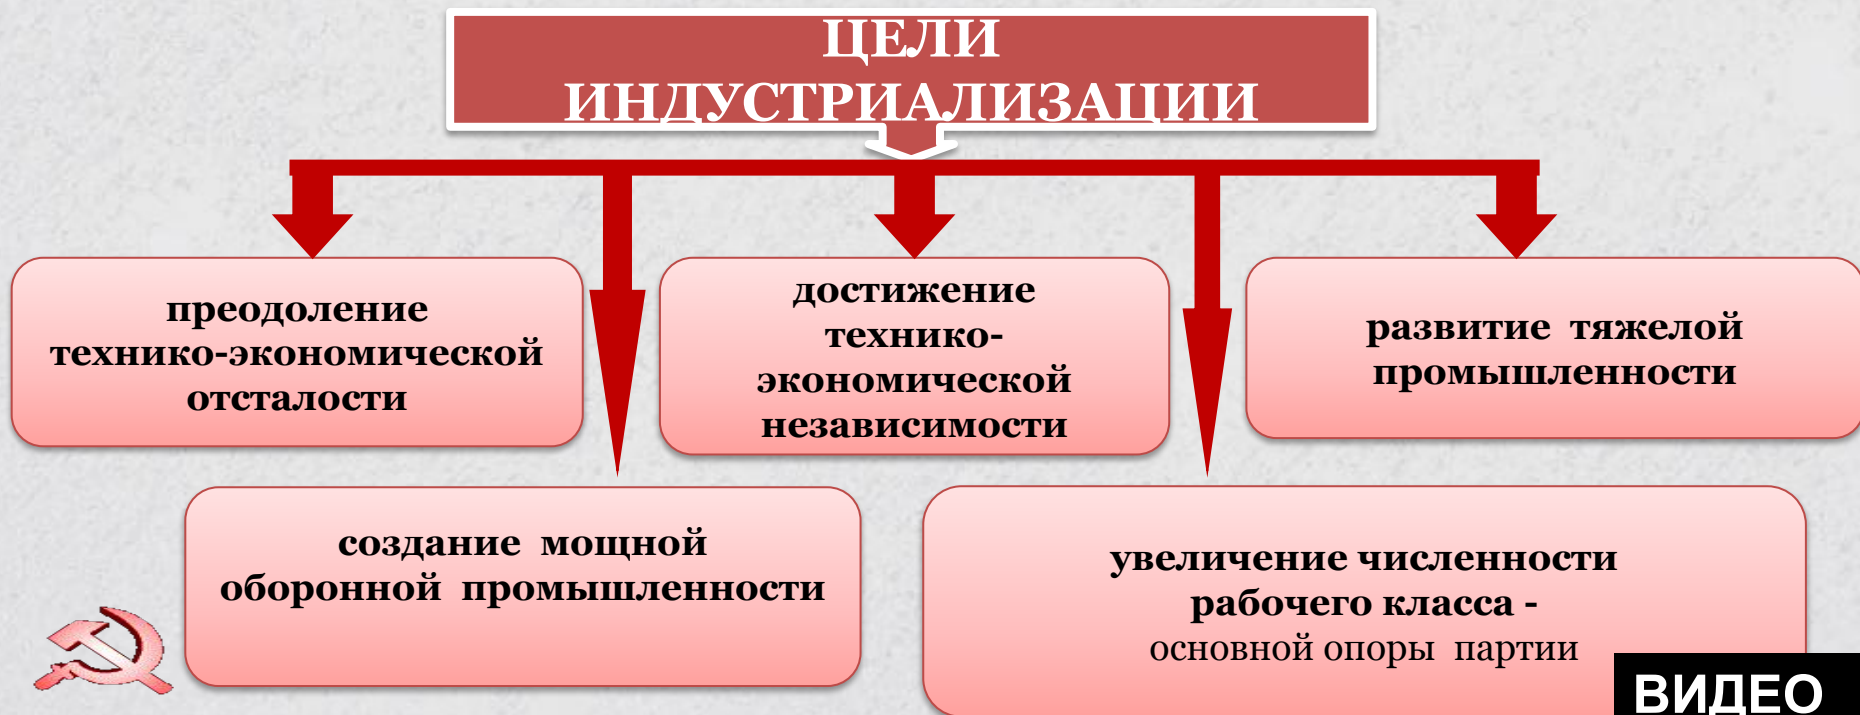 ЦЕЛИ
ИНДУСТРИАЛИЗАЦИИ
преодоление
технико-экономической
отсталости
достижение
технико-
экономической
независимости
развитие тяжелой
промышленности
создание мощной
оборонной промышленности
увеличение численности
рабочего класса -
основной опоры партии
ВИДЕО